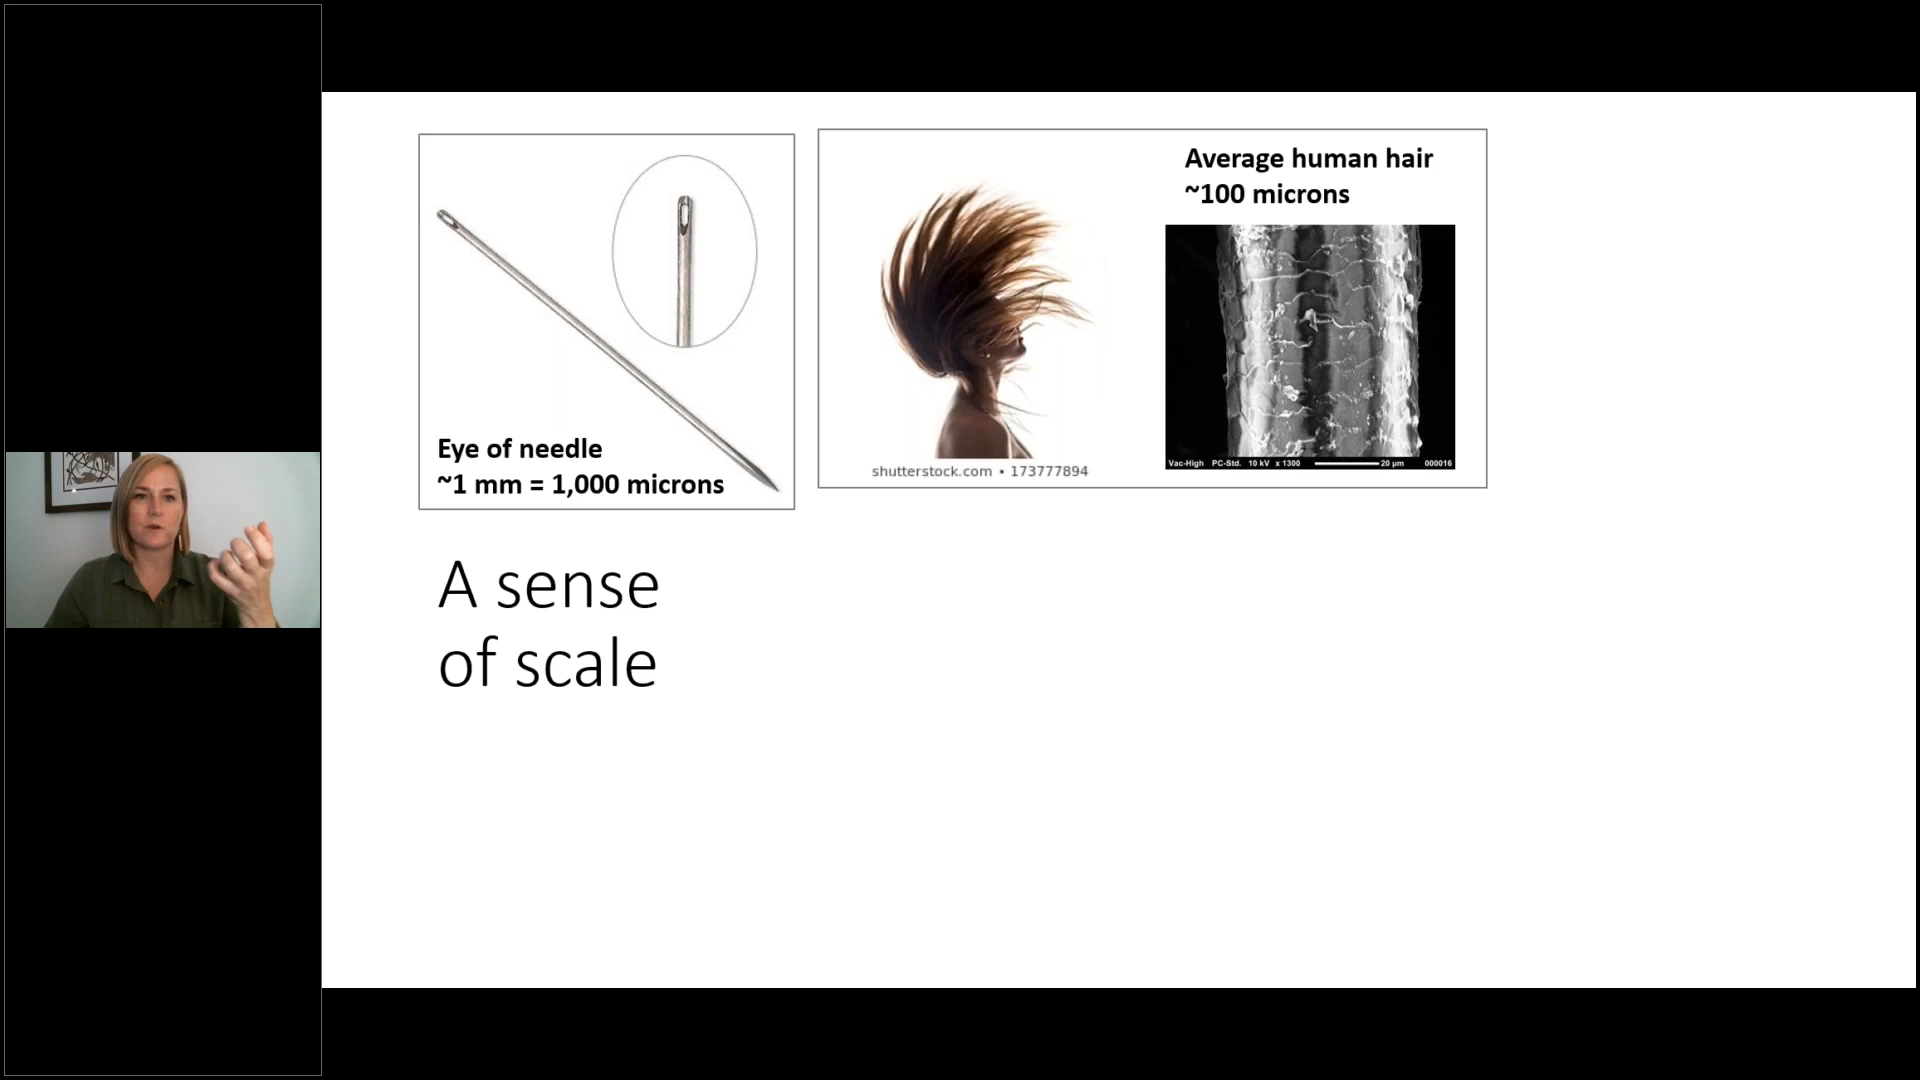 Average human hair
~100 microns
Eye of needle
~1 mm = 1,000 microns
shutterstock.com • 173777894
Vac-High PC-Std. 10 kV x 1300 20 µm 000016
A sense
of scale